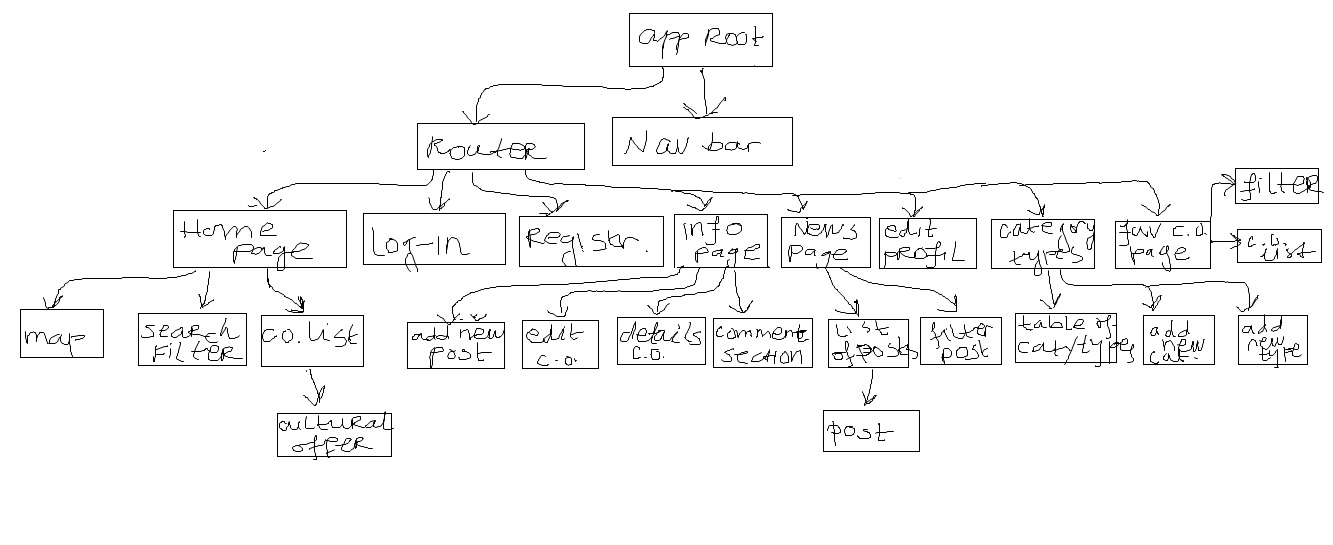 app Root
Router
Nav bar
Home
page
Log-in
Registr.
info
page
News
page
edit
profil
category
types
fav c.o.
page
filter
c.o.
list
map
search
filter
c.o. list
add new
post
edit
c.o.
details
c.o.
comment
section
list
of posts
filter
post
table of
cat/types
add
new
cat.
add
new
type
cultural
offer
post